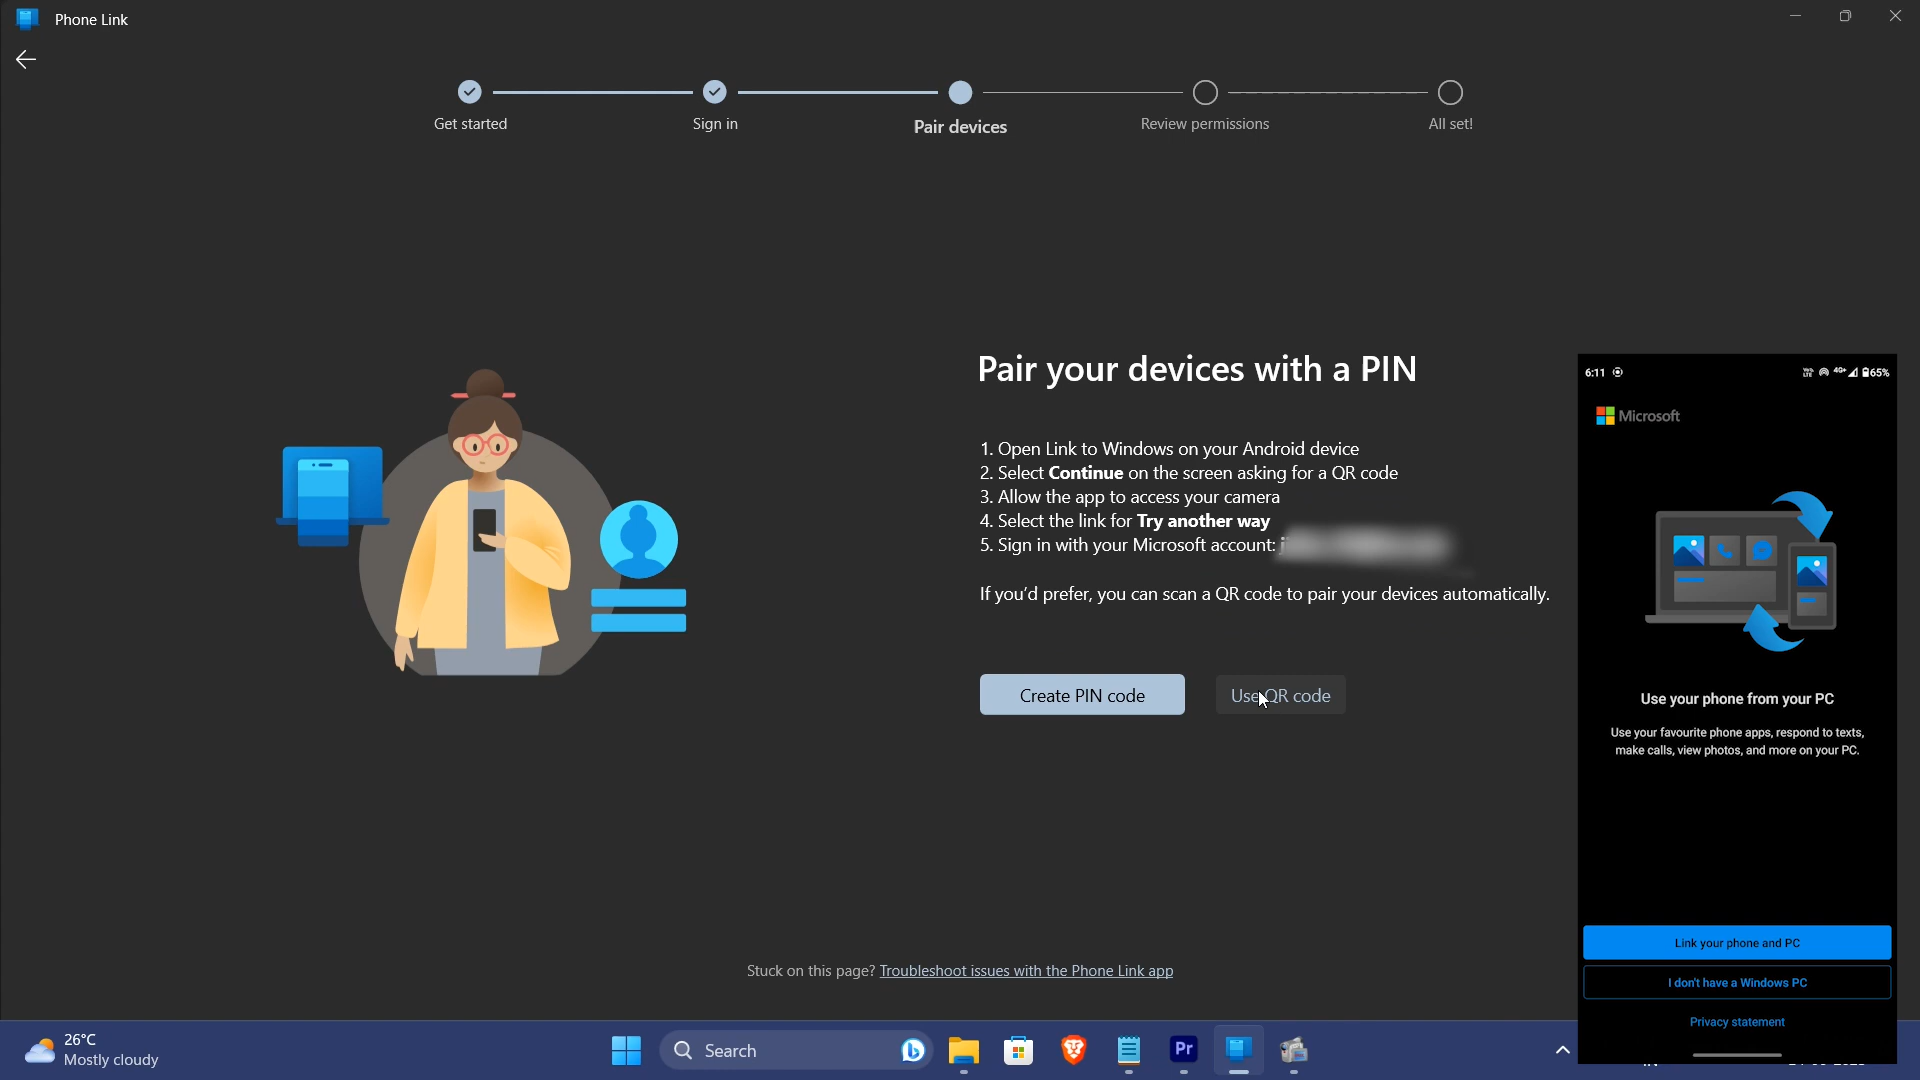 Phone Link
Get started
Sign in
Pair devices
Review permissions
All set!
Pair your devices with a PIN
1. Open Link to Windows on your Android device
2. Select Continue on the screen asking for a QR code
3. Allow the app to access your camera
4. Select the link for Try another way
5. Sign in with your Microsoft account:
If you'd prefer, you can scan a QR code to pair your devices automatically.
Create PIN code
Use QR code
Stuck on this page? Troubleshoot issues with the Phone Link app
6:11
4G+
65%
Microsoft
Use your phone from your PC
Use your favourite phone apps, respond to texts,
make calls, view photos, and more on your PC.
Link your phone and PC
I don't have a Windows PC
Privacy statement
26°C
Mostly cloudy
Search
Pr